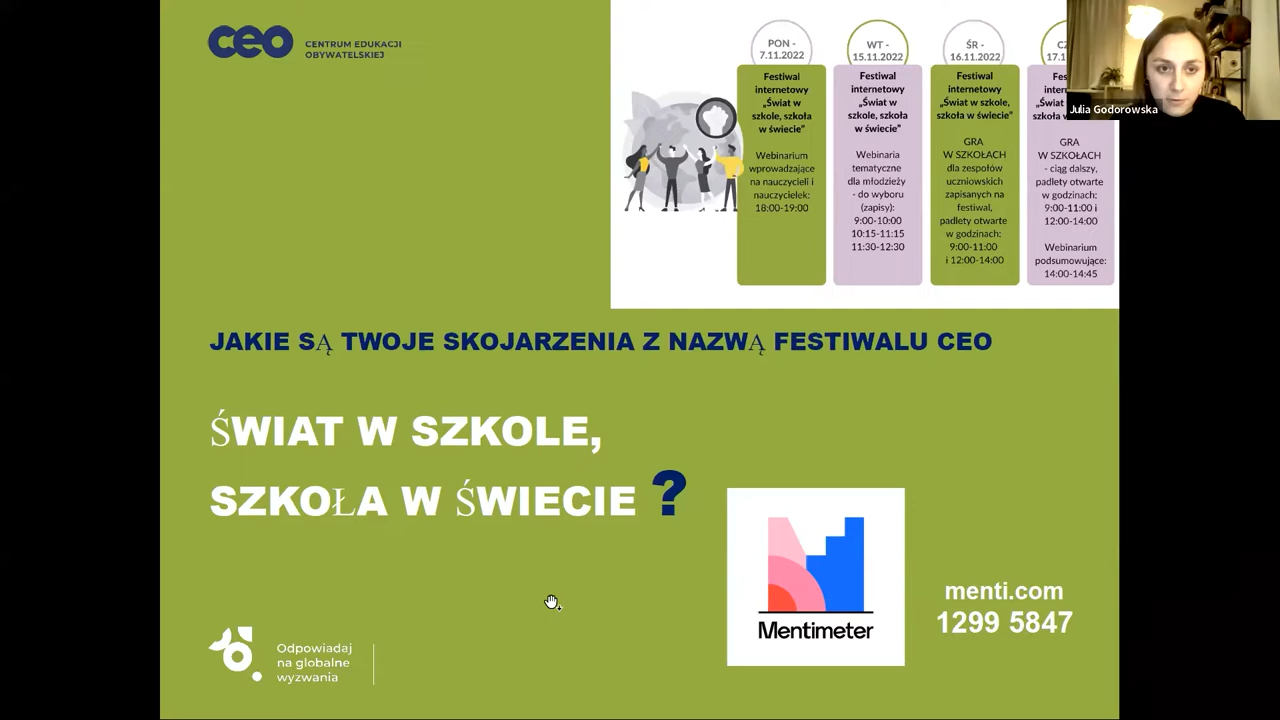 ceo
CENTRUM EDUKACJI
OBYWATELSKIEJ
PON -
7.11.2022
Festiwal
internetowy
„Świat w
szkole, szkoła
w świecie”
Webinarium
wprowadzające
na nauczycieli i
nauczycielek:
18:00-19:00
WT -
15.11.2022
Festiwal
internetowy
„Świat w
szkole, szkoła
w świecie”
Webinaria
tematyczne
dla młodzieży
- do wyboru
(zapisy):
9:00-10:00
10:15-11:15
11:30-12:30
ŚR -
16.11.2022
Festiwal
internetowy
„Świat w szkole,
szkoła w świecie”
GRA
W SZKOŁACH
dla zespołów
uczniowskich
zapisanych na
festiwal,
padlety otwarte
w godzinach:
9:00-11:00
i 12:00-14:00
GRA
W SZKOŁACH
- ciąg dalszy,
padlety otwarte
w godzinach:
9:00-11:00 i
12:00-14:00
Webinarium
podsumowujące:
14:00-14:45
Julia Godorowska
JAKIE SĄ TWOJE SKOJARZENIA Z NAZWĄ FESTIWALU CEO
ŚWIAT W SZKOLE,
SZKOŁA W ŚWIECIE ?
Mentimeter
menti.com
1299 5847
Odpowiadaj
na globalne
wyzwania